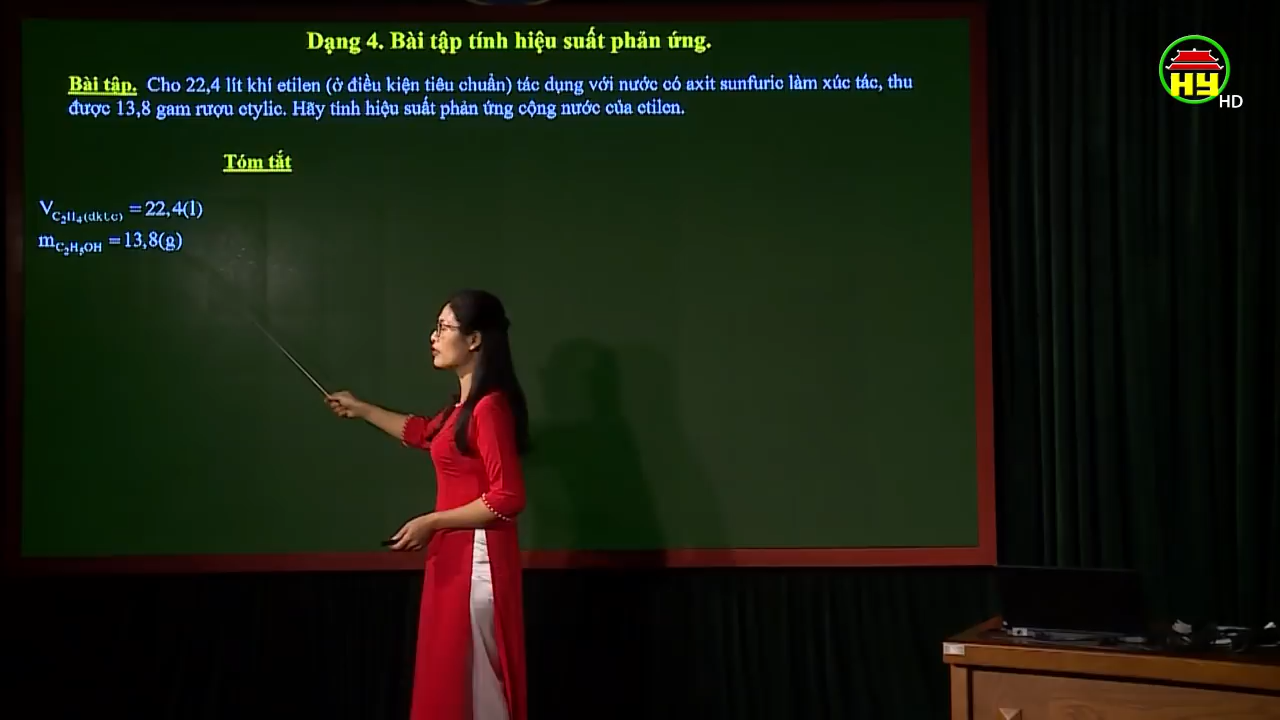 Dạng 4. Bài tập tính hiệu suất phản ứng.
Bài tập. Cho 22,4 lít khí etilen (ở điều kiện tiêu chuẩn) tác dụng với nước có axit sunfuric làm xúc tác, thu
được 13,8 gam rượu etylic. Hãy tính hiệu suất phản ứng cộng nước của etilen.
Tóm tắt
V C₂H₄(đktc) = 22,4(l)
m C₂H₅OH = 13,8(g)
HY
HD